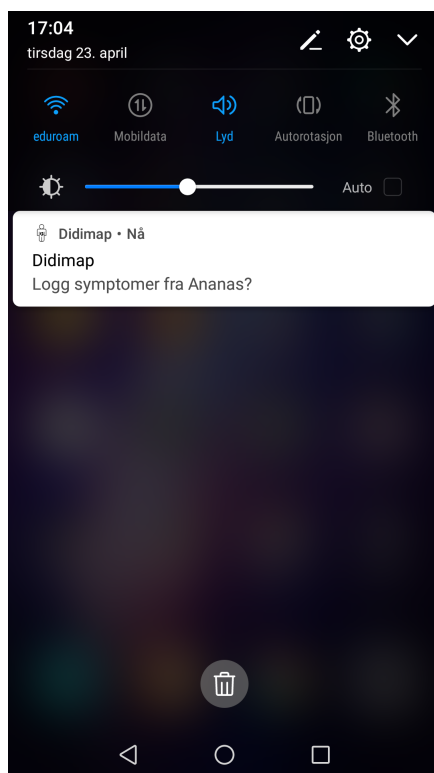 17:04
tirsdag 23. april
eduroam Mobildata Lyd Autorotasjon Bluetooth
Auto
Didimap • Nå
Didimap
Logg symptomer fra Ananas?